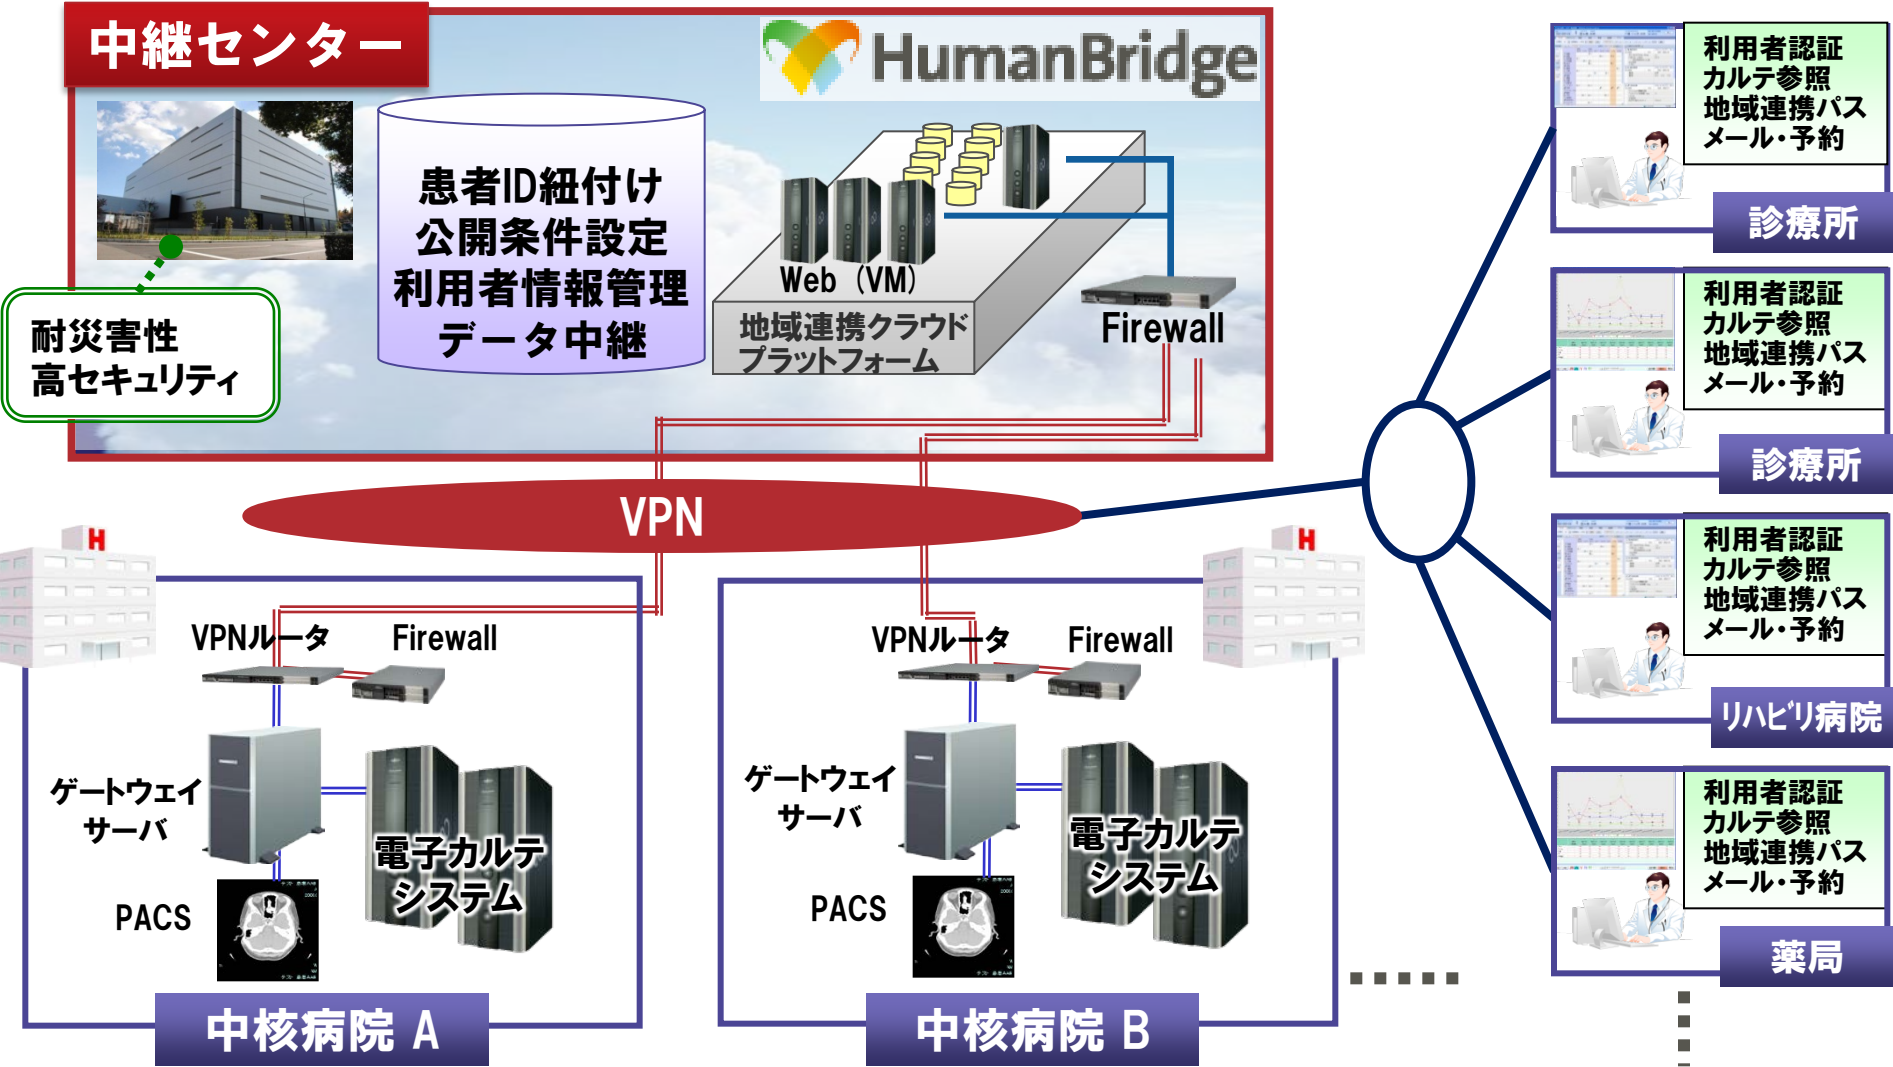 中継センター
HumanBridge
患者ID紐付け
公開条件設定
利用者情報管理
データ中継
Web（VM）
地域連携クラウド
プラットフォーム
Firewall
耐災害性
高セキュリティ
VPN
H
VPNルータ
Firewall
ゲートウェイ
サーバ
電子カルテ
システム
PACS
中核病院 A
H
VPNルータ
Firewall
ゲートウェイ
サーバ
電子カルテ
システム
PACS
中核病院 B
利用者認証
カルテ参照
地域連携パス
メール・予約
診療所
利用者認証
カルテ参照
地域連携パス
メール・予約
診療所
利用者認証
カルテ参照
地域連携パス
メール・予約
リハビリ病院
利用者認証
カルテ参照
地域連携パス
メール・予約
薬局